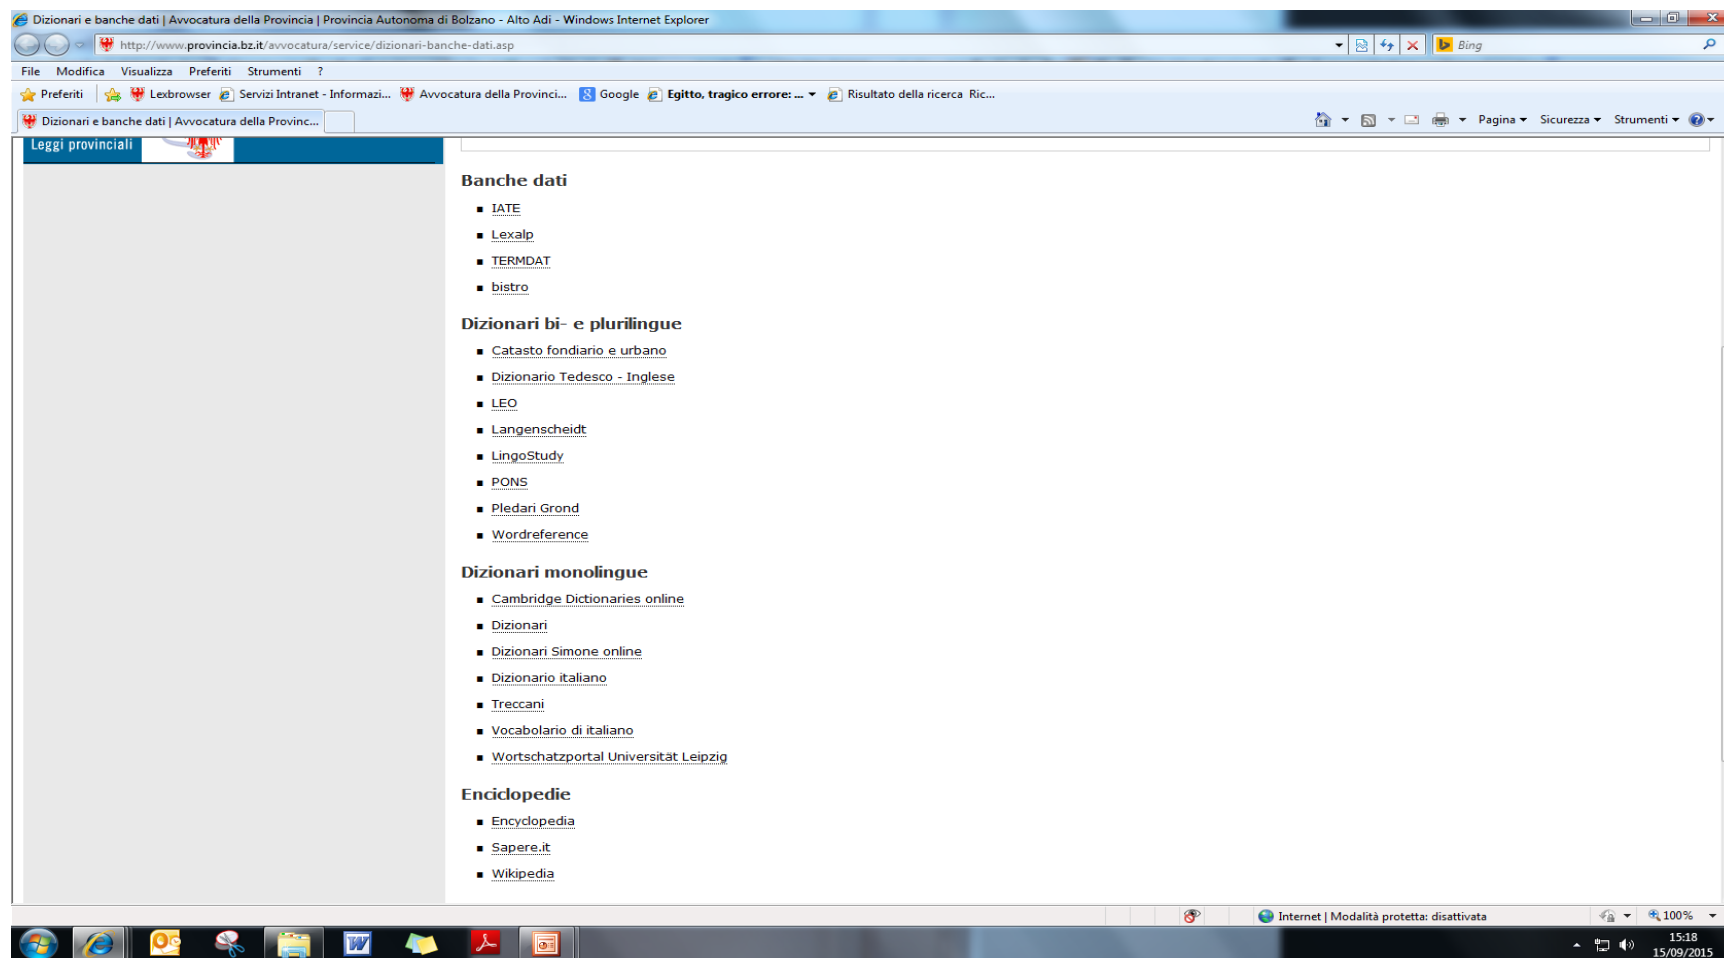 Dizionari e banche dati | Avvocatura della Provincia | Provincia Autonoma di Bolzano - Alto Adi - Windows Internet Explorer
http://www.provincia.bz.it/avvocatura/service/dizionari-banche-dati.asp
Bing
File Modifica Visualizza Preferiti Strumenti ?
Preferiti Lexbrowser Servizi Intranet - Informazi... Avvocatura della Provinci... Google Egitto, tragico errore: ... Risultato della ricerca Ric...
Dizionari e banche dati | Avvocatura della Provinc... Pagina Sicurezza Strumenti
Leggi provinciali
Banche dati
IATE
Lexalp
TERMDAT
bistro
Dizionari bi- e plurilingue
Catasto fondiario e urbano
Dizionario Tedesco - Inglese
LEO
Langenscheidt
LingoStudy
PONS
Pledari Grond
Wordreference
Dizionari monolingue
Cambridge Dictionaries online
Dizionari
Dizionari Simone online
Dizionario italiano
Treccani
Vocabolario di italiano
Wortschatzportal Universität Leipzig
Enciclopedie
Encyclopedia
Sapere.it
Wikipedia
Internet | Modalità protetta: disattivata 100%
15:18
15/09/2015